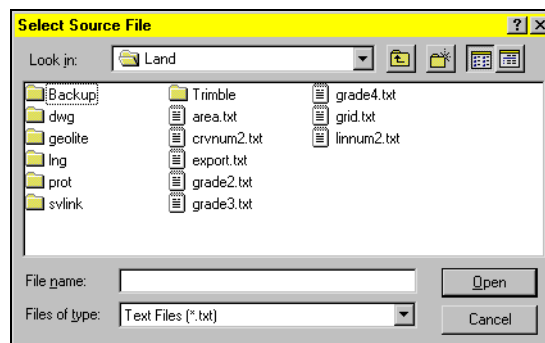 Select Source File
Look in: Land
Backup Trimble grade4.txt
dwg area.txt grid.txt
geolite crvnum2.txt linnum2.txt
lng export.txt
prot grade2.txt
svlink grade3.txt
File name: Open
Files of type: Text Files (*.txt) Cancel